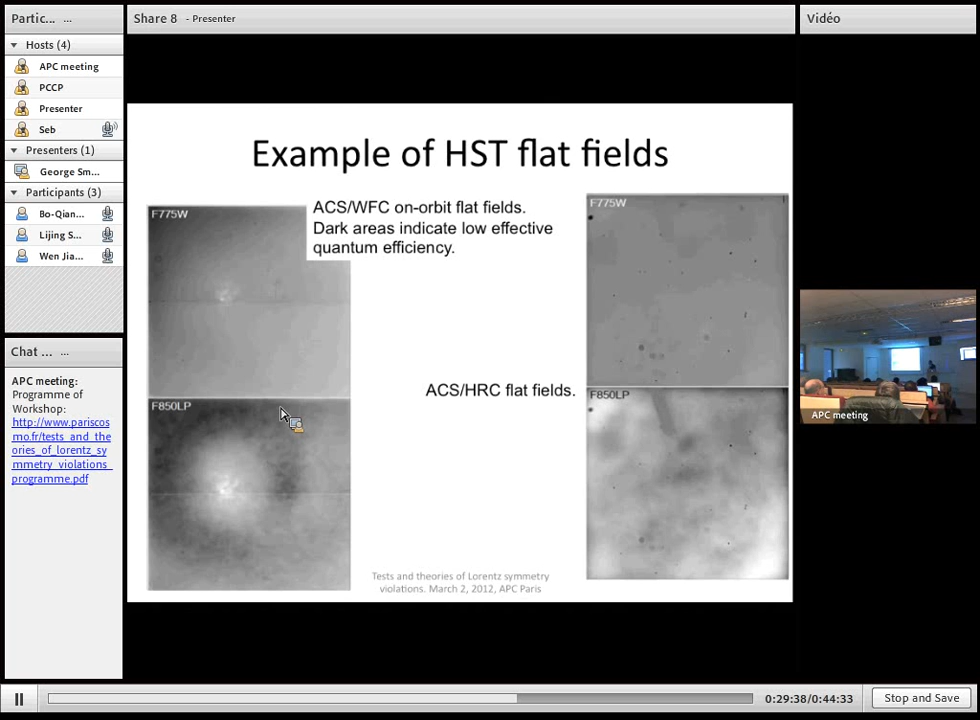 Partic... ...
Hosts (4)
APC meeting
PCCP
Presenter
Seb
Presenters (1)
George Sm...
Participants (3)
Bo-Qian...
Lijing S...
Wen Jia...
Chat ... ...
APC meeting:
Programme of
Workshop:
http://www.pariscos
mo.fr/tests_and_the
ories_of_lorentz_sy
mmetry_violations_
programme.pdf
Share 8 - Presenter
Example of HST flat fields
F775W
ACS/WFC on-orbit flat fields.
Dark areas indicate low effective
quantum efficiency.
F775W
F850LP
ACS/HRC flat fields.
F850LP
Tests and theories of Lorentz symmetry
violations. March 2, 2012, APC Paris
Vidéo
APC meeting
0:29:38/0:44:33
Stop and Save